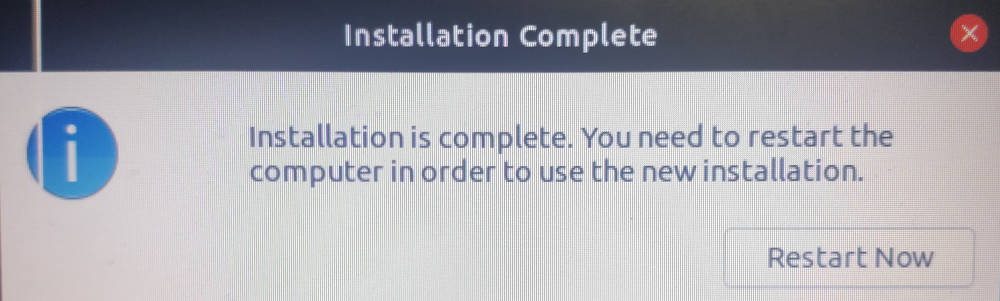 Installation Complete
Installation is complete. You need to restart the
computer in order to use the new installation.
Restart Now